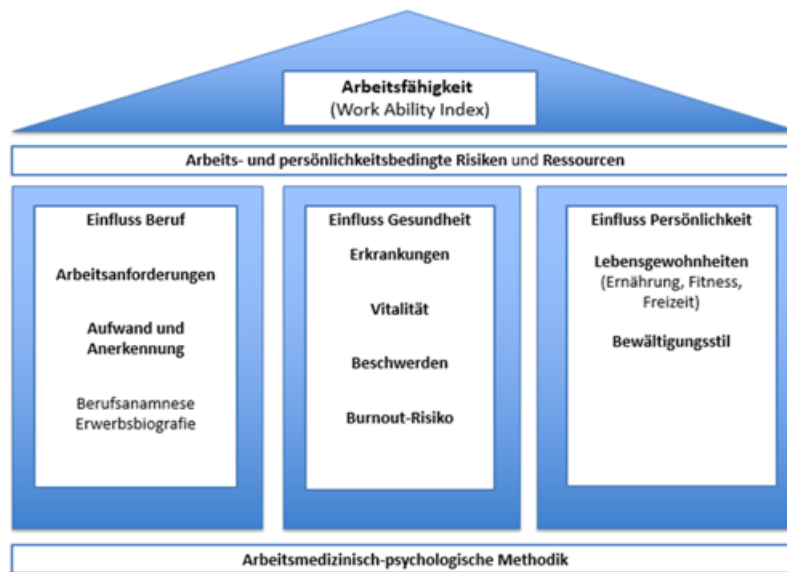 Arbeitsfähigkeit
(Work Ability Index)
Arbeits- und persönlichkeitsbedingte Risiken und Ressourcen
Einfluss Beruf
Arbeitsanforderungen
Aufwand und
Anerkennung
Berufsanamnese
Erwerbsbiografie
Einfluss Gesundheit
Erkrankungen
Vitalität
Beschwerden
Burnout-Risiko
Einfluss Persönlichkeit
Lebensgewohnheiten
(Ernährung, Fitness,
Freizeit)
Bewältigungsstil
Arbeitsmedizinisch-psychologische Methodik